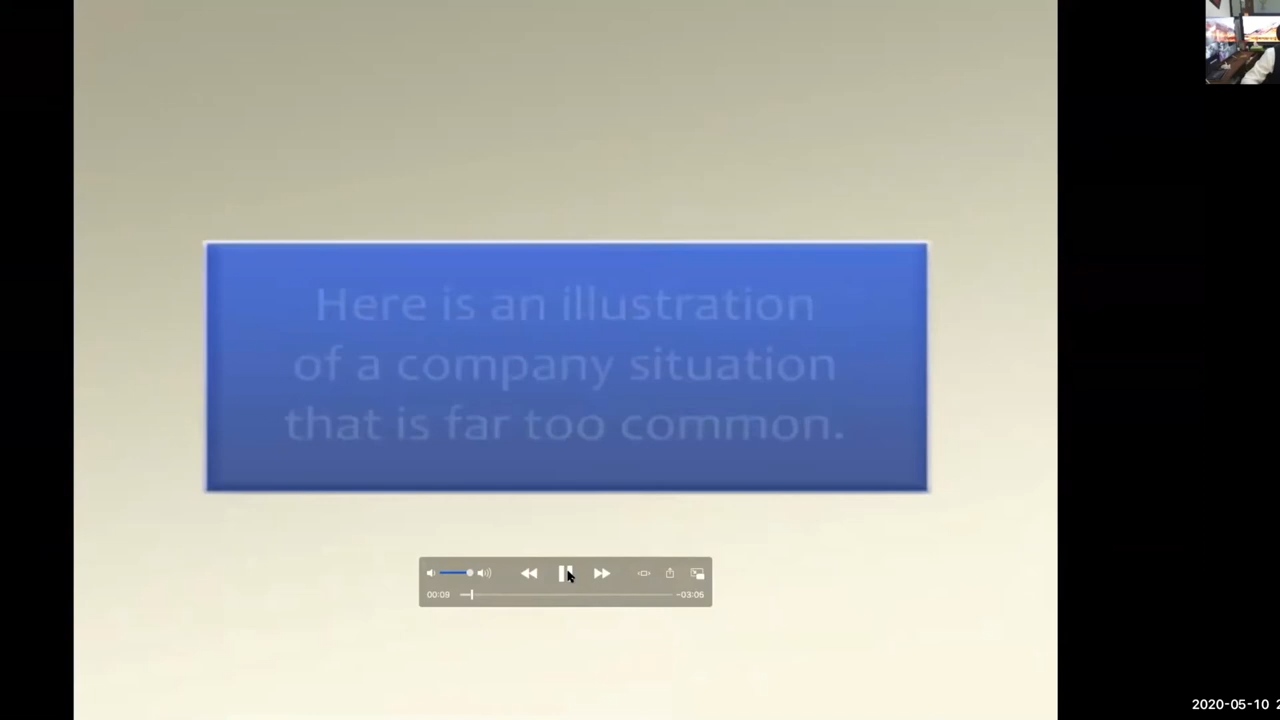 Here is an illustration
of a company situation
that is far too common.
00:09
-03:05
2020-05-10